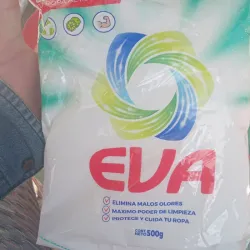 EVA
ELIMINA MALOS OLORES
MAXIMO PODER DE LIMPIEZA
PROTEGE Y CUIDA TU ROPA
500g